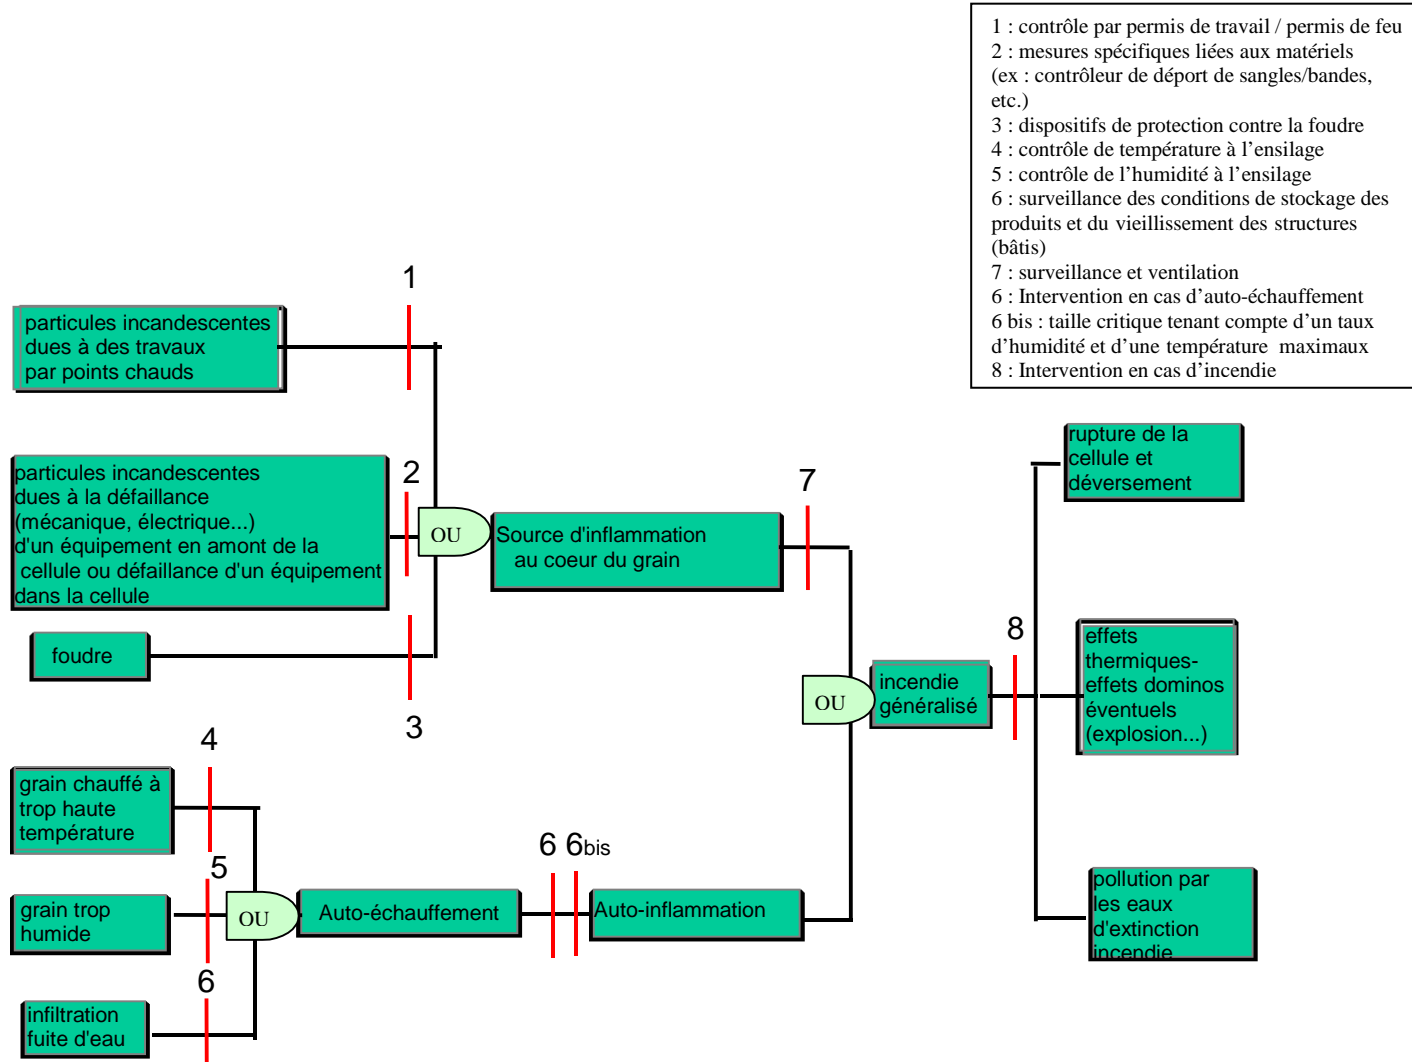 1 : contrôle par permis de travail / permis de feu
2 : mesures spécifiques liées aux matériels
(ex : contrôleur de déport de sangles/bandes,
etc.)
3 : dispositifs de protection contre la foudre
4 : contrôle de température à l’ensilage
5 : contrôle de l’humidité à l’ensilage
6 : surveillance des conditions de stockage des
produits et du vieillissement des structures
(bâtis)
7 : surveillance et ventilation
6 : Intervention en cas d’auto-échauffement
6 bis : taille critique tenant compte d’un taux
d’humidité et d’une température maximaux
8 : Intervention en cas d’incendie
1
particules incandescentes
dues à des travaux
par points chauds
2
particules incandescentes
dues à la défaillance
(mécanique, électrique...)
d'un équipement en amont de la
cellule ou défaillance d'un équipement
dans la cellule
OU
Source d'inflammation
au coeur du grain
7
foudre
3
rupture de la
cellule et
déversement
8
effets
thermiques-
effets dominos
éventuels
(explosion...)
OU
incendie
généralisé
4
grain chauffé à
trop haute
température
5
grain trop
humide
OU
Auto-échauffement
6 6bis
Auto-inflammation
6
infiltration
fuite d'eau
pollution par
les eaux
d'extinction
incendie